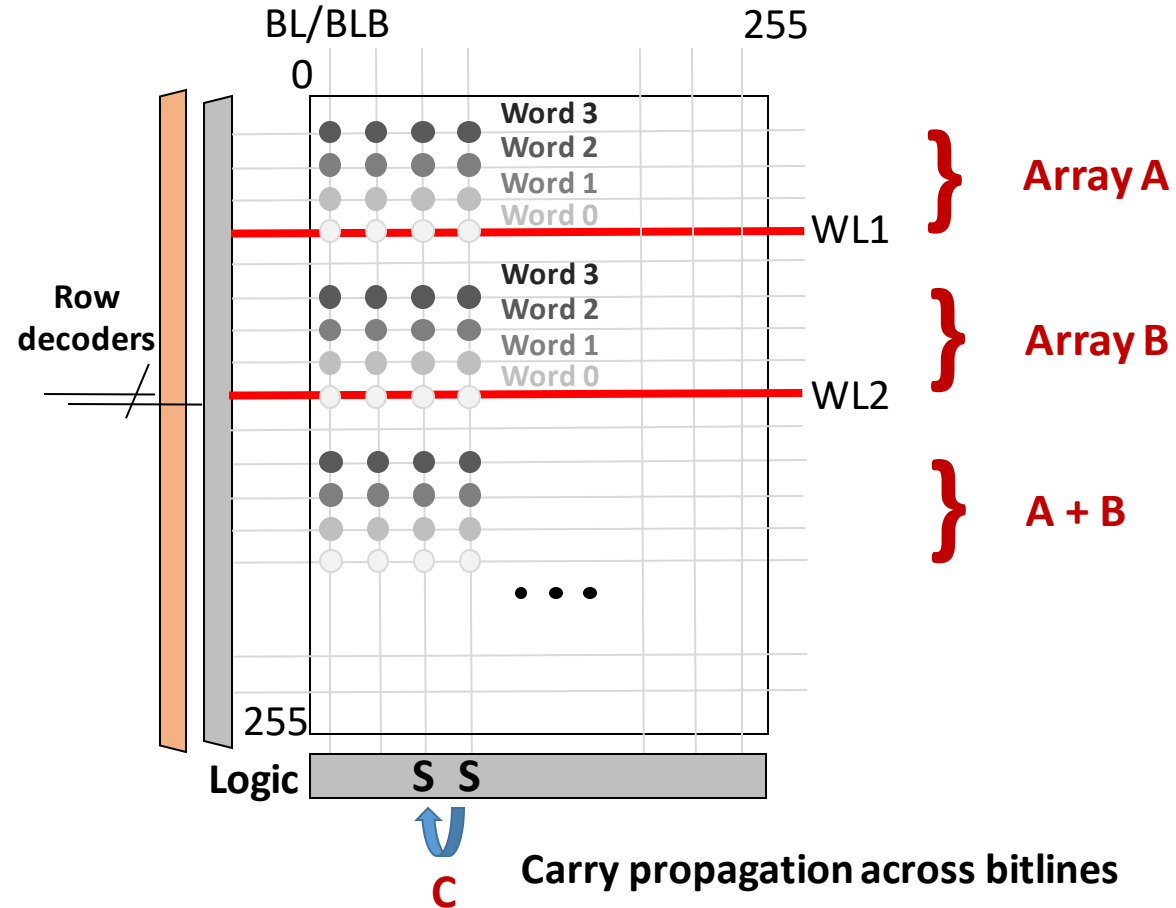 BL/BLB
255
0
Word 3
Word 2
Word 1
Word 0
Array A
WL1
Row
decoders
Word 3
Word 2
Word 1
Word 0
Array B
WL2
A + B
• • •
255
Logic
S S
C
Carry propagation across bitlines